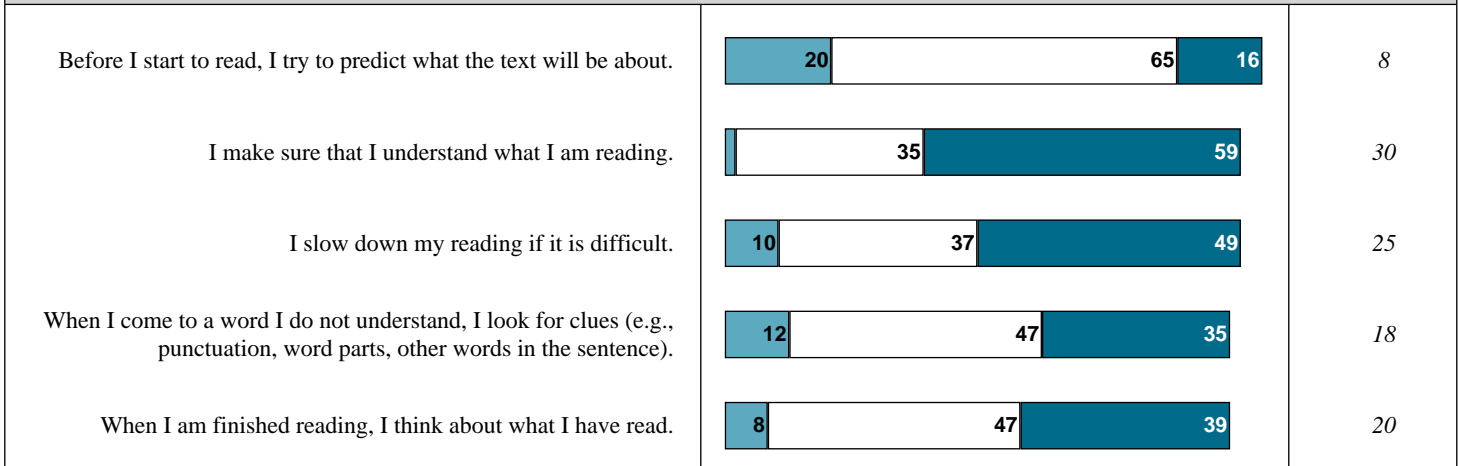 Before I start to read, I try to predict what the text will be about. 20 65 16 8
I make sure that I understand what I am reading. 35 59 30
I slow down my reading if it is difficult. 10 37 49 25
When I come to a word I do not understand, I look for clues (e.g.,
punctuation, word parts, other words in the sentence). 12 47 35 18
When I am finished reading, I think about what I have read. 8 47 39 20